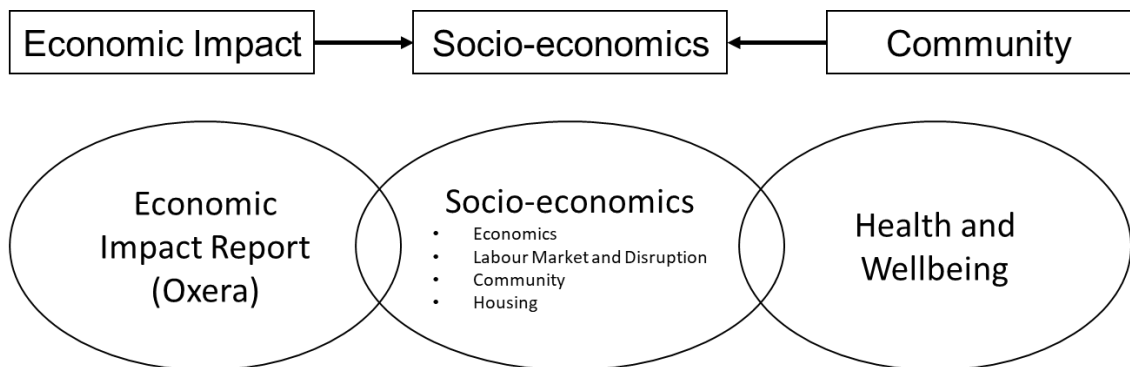 Economic Impact
Socio-economics
Community
Economic
Impact Report
(Oxera)
Socio-economics
• Economics
• Labour Market and Disruption
• Community
• Housing
Health and
Wellbeing